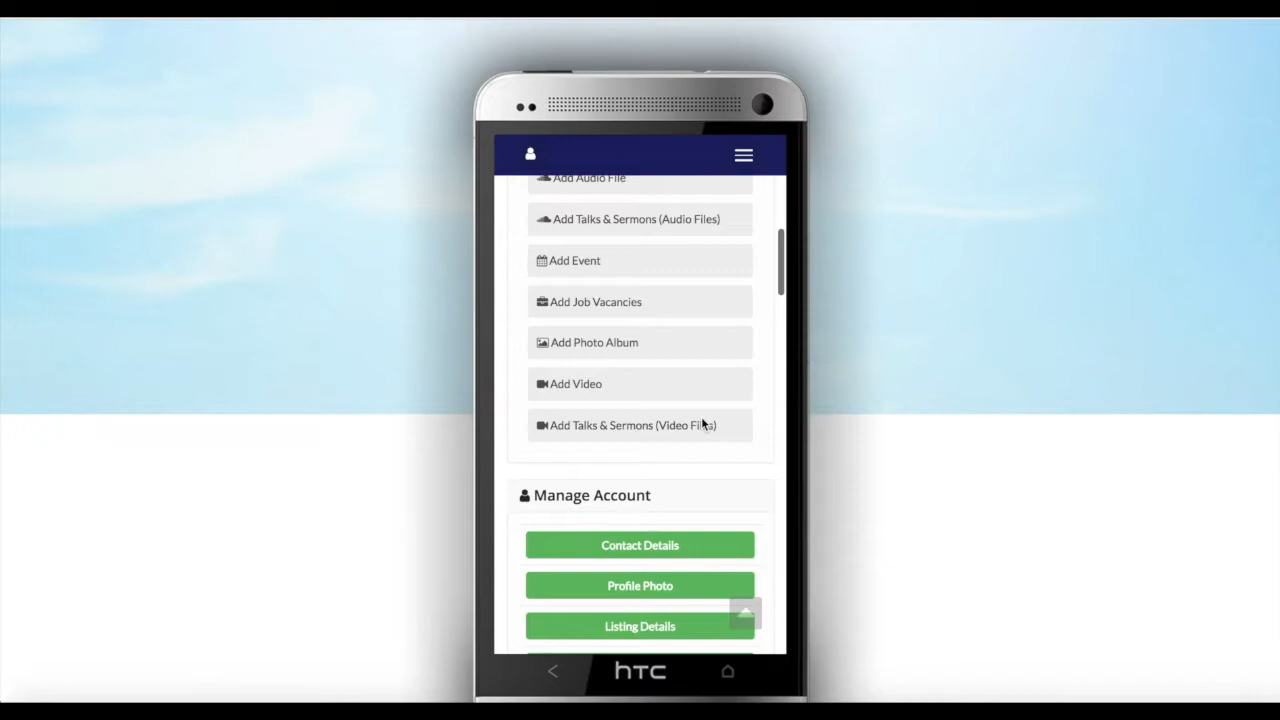 Add Audio File
Add Talks & Sermons (Audio Files)
Add Event
Add Job Vacancies
Add Photo Album
Add Video
Add Talks & Sermons (Video Files)
Manage Account
Contact Details
Profile Photo
Listing Details
htc